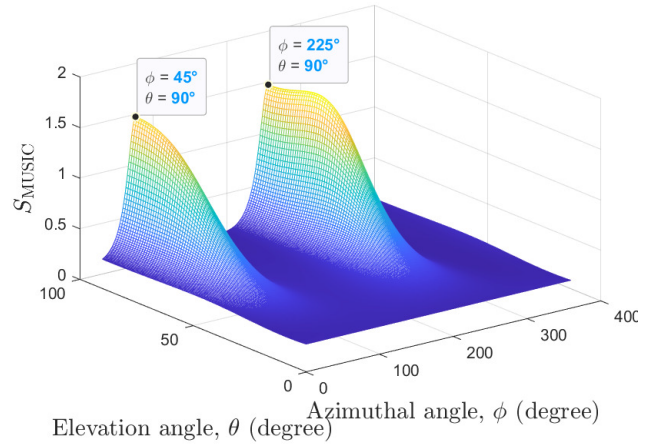 2
1.5
1
0.5
0
S_MUSIC
ϕ = 45°
θ = 90°
ϕ = 225°
θ = 90°
100
50
0
0
100
200
300
400
Elevation angle, θ (degree)
Azimuthal angle, ϕ (degree)